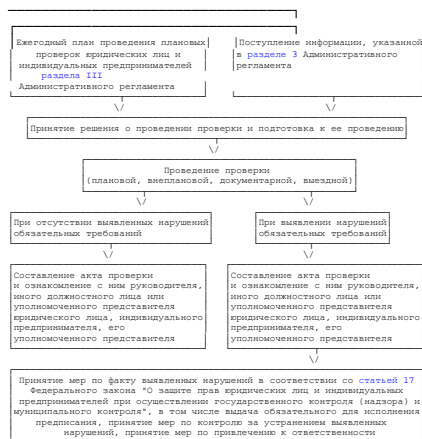 Ежегодный план проведения плановых
проверок юридических лиц и
индивидуальных предпринимателей
раздела III
Административного регламента
Поступление информации, указанной
в разделе 3 Административного
регламента
Принятие решения о проведении проверки и подготовка к ее проведению
Проведение проверки
(плановой, внеплановой, документарной, выездной)
При отсутствии выявленных нарушений
обязательных требований
При выявлении нарушений
обязательных требований
Составление акта проверки
и ознакомление с ним руководителя,
иного должностного лица или
уполномоченного представителя
юридического лица, индивидуального
предпринимателя, его
уполномоченного представителя
Составление акта проверки
и ознакомление с ним руководителя,
иного должностного лица или
уполномоченного представителя
юридического лица, индивидуального
предпринимателя, его
уполномоченного представителя
Принятие мер по факту выявленных нарушений в соответствии со статьей 17
Федерального закона "О защите прав юридических лиц и индивидуальных
предпринимателей при осуществлении государственного контроля (надзора) и
муниципального контроля", в том числе выдача обязательного для исполнения
предписания, принятие мер по контролю за устранением выявленных
нарушений, принятие мер по привлечению к ответственности